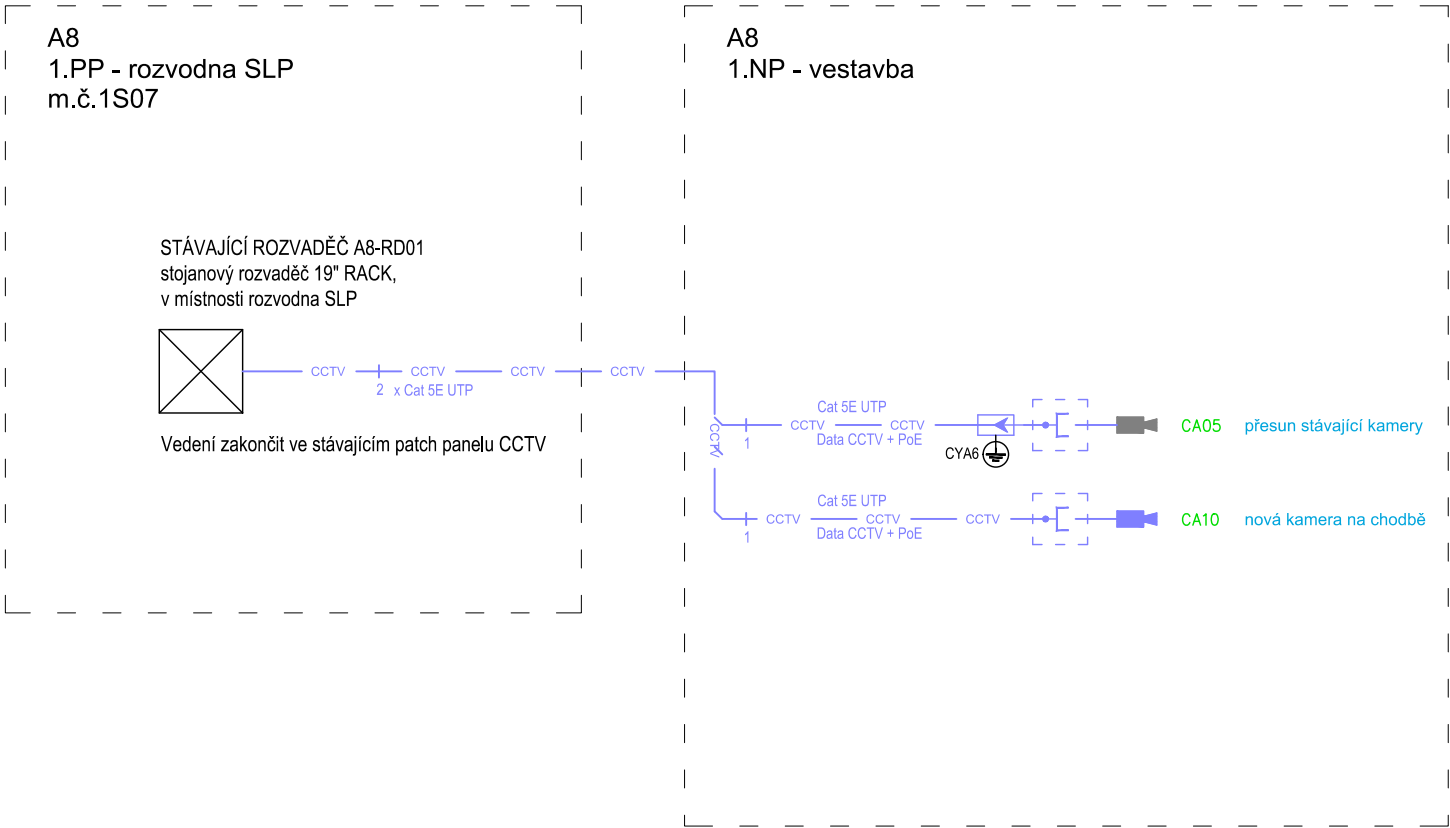 A8
1.PP - rozvodna SLP
m.č.1S07
STÁVAJÍCÍ ROZVADĚČ A8-RD01
stojanový rozvaděč 19" RACK,
v místnosti rozvodna SLP
CCTV CCTV CCTV CCTV
2 x Cat 5E UTP
Vedení zakončit ve stávajícím patch panelu CCTV
A8
1.NP - vestavba
CCTV
Cat 5E UTP
CCTV CCTV
1
Data CCTV + PoE
CYA6
CA05 přesun stávající kamery
Cat 5E UTP
CCTV CCTV CCTV
1
Data CCTV + PoE
CA10 nová kamera na chodbě